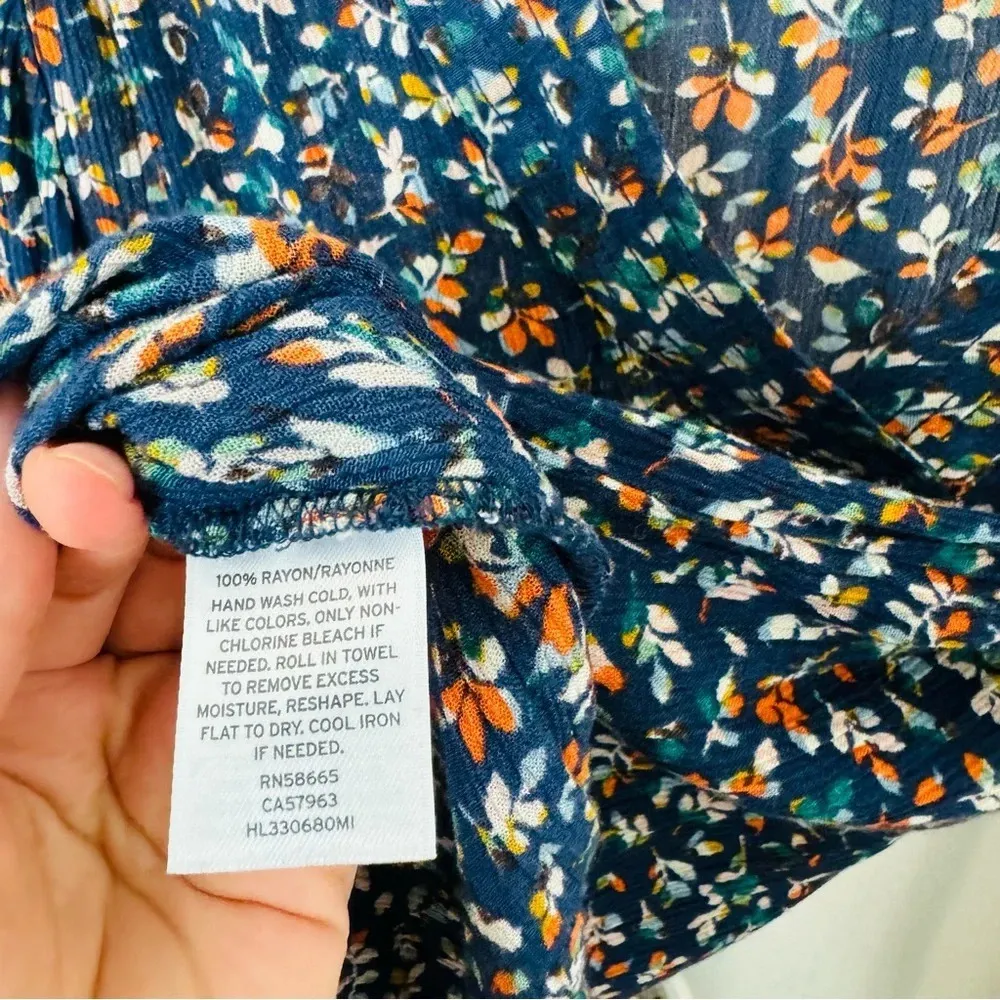 100% RAYON/RAYONNE
HAND WASH COLD, WITH
LIKE COLORS, ONLY NON-
CHLORINE BLEACH IF
NEEDED. ROLL IN TOWEL
TO REMOVE EXCESS
MOISTURE, RESHAPE. LAY
FLAT TO DRY. COOL IRON
IF NEEDED.
RN58665
CA57963
HL330680MI